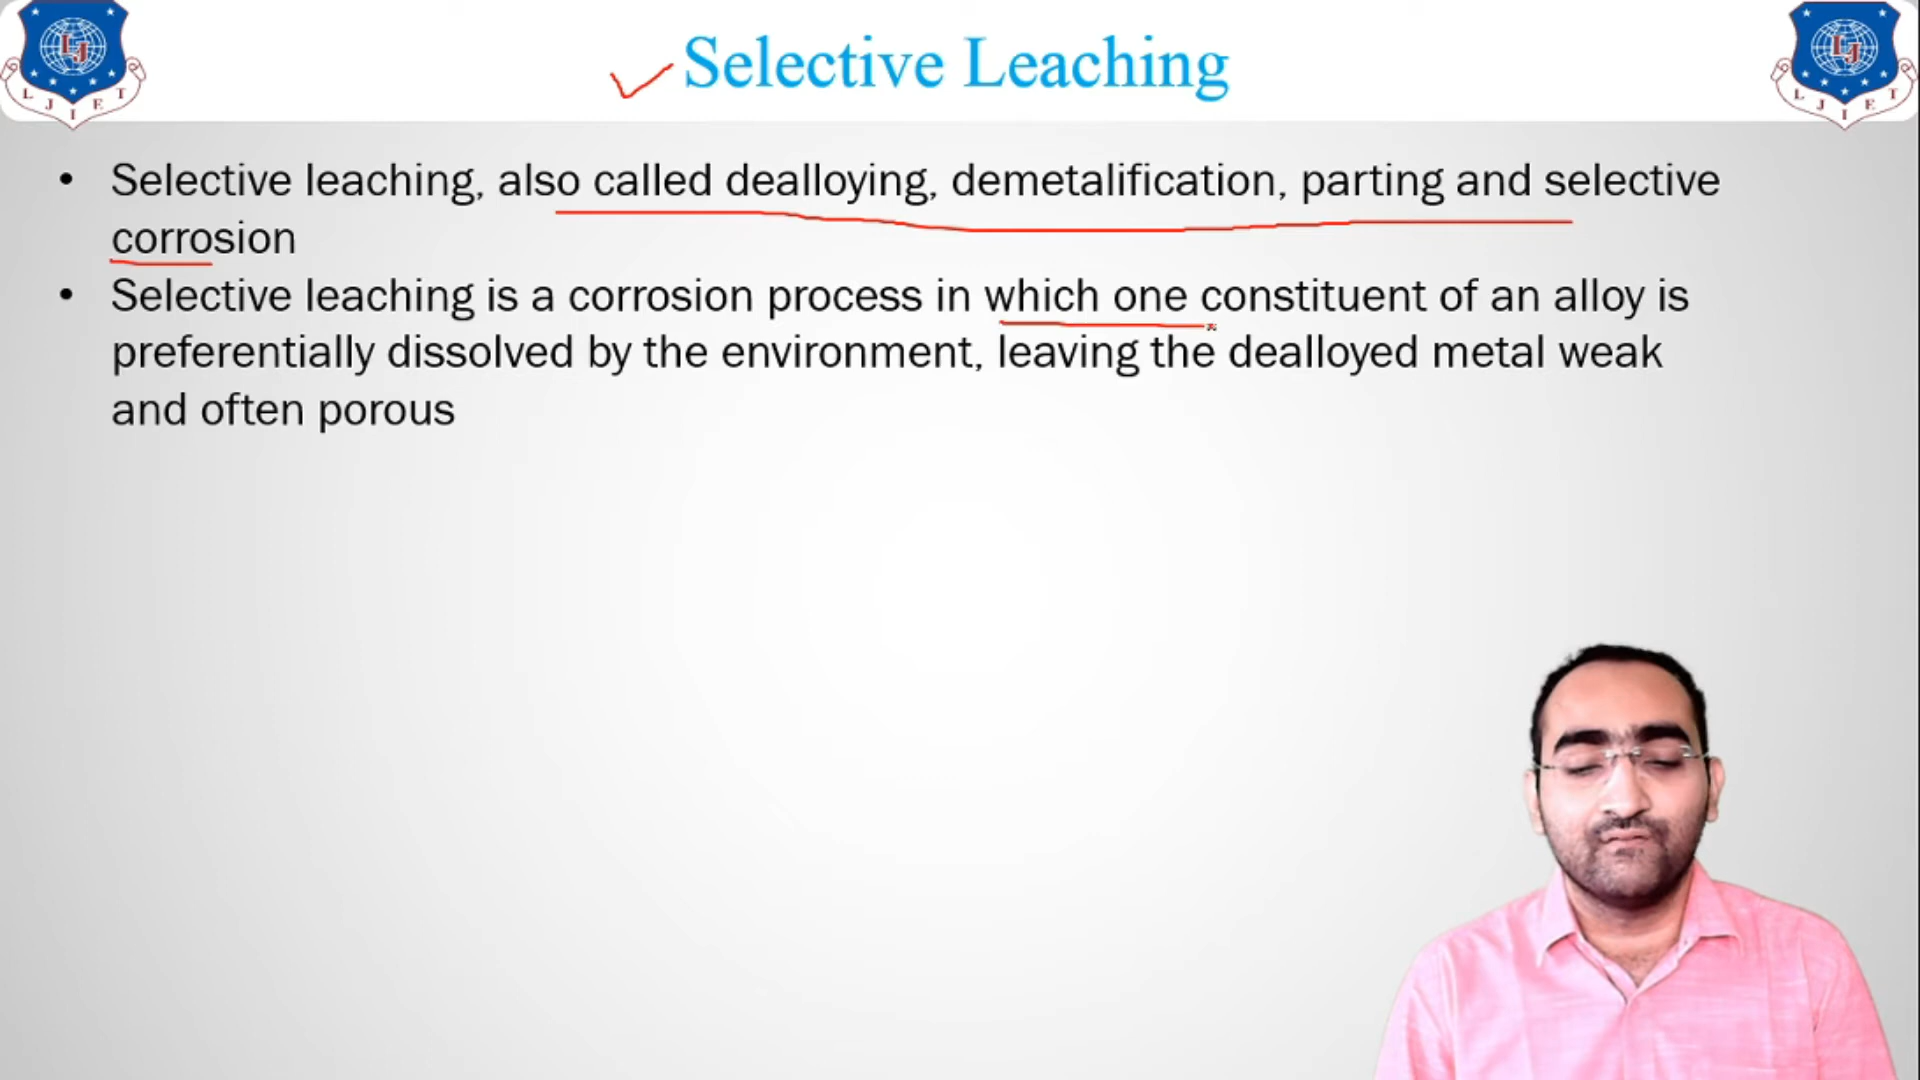 Selective Leaching
L J I E T
L J I E T
LJ
LJ
• Selective leaching, also called dealloying, demetalification, parting and selective
corrosion
• Selective leaching is a corrosion process in which one constituent of an alloy is
preferentially dissolved by the environment, leaving the dealloyed metal weak
and often porous